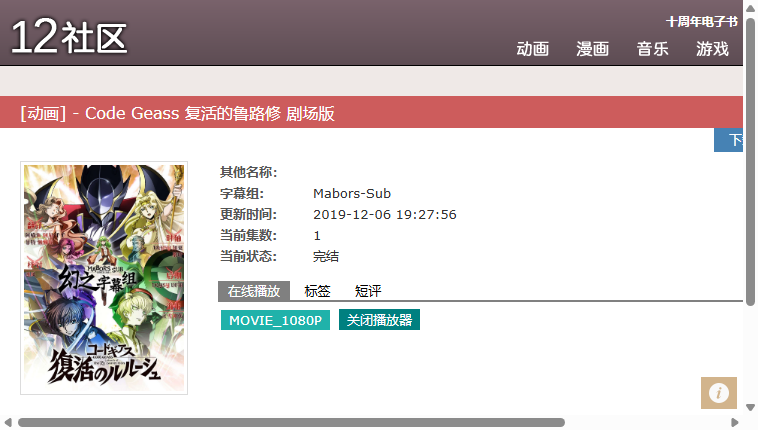 12社区
十周年电子书
动画 漫画 音乐 游戏
[动画] - Code Geass 复活的鲁路修 剧场版
其他名称:
字幕组: Mabors-Sub
更新时间: 2019-12-06 19:27:56
当前集数: 1
当前状态: 完结
在线播放 标签 短评
MOVIE_1080P 关闭播放器
MABORS
幻之字幕组
コードギアス
復活のルルーシュ